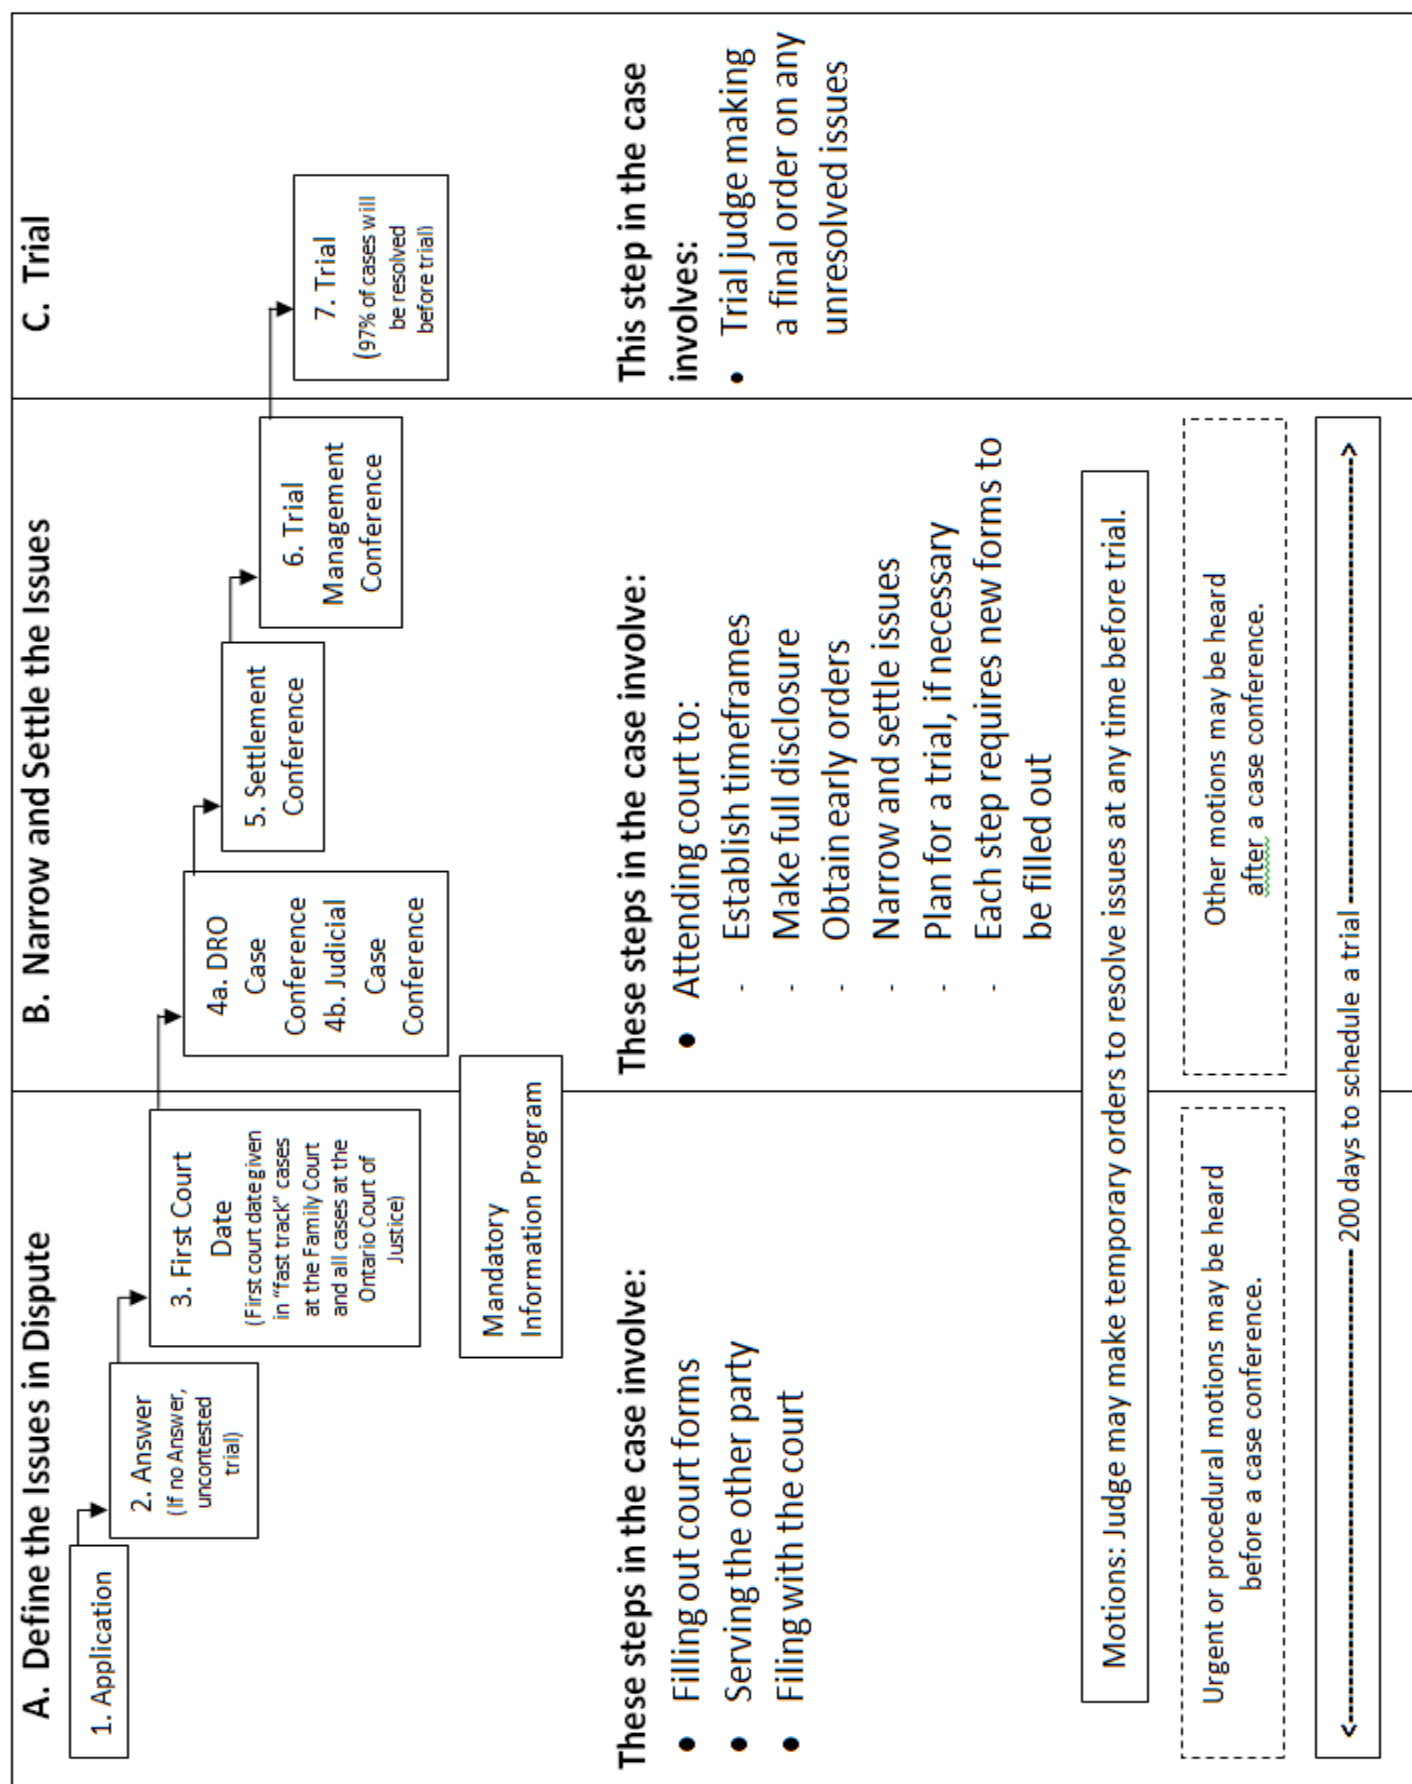 A. Define the Issues in Dispute
1. Application
2. Answer
(If no Answer,
uncontested
trial)
3. First Court
Date
(First court date given
in “fast track” cases
at the Family Court
and all cases at the
Ontario Court of
Justice)
Mandatory
Information Program
These steps in the case involve:
• Filling out court forms
• Serving the other party
• Filing with the court
B. Narrow and Settle the Issues
4a. DRO
Case
Conference
4b. Judicial
Case
Conference
5. Settlement
Conference
6. Trial
Management
Conference
These steps in the case involve:
• Attending court to:
- Establish timeframes
- Make full disclosure
- Obtain early orders
- Narrow and settle issues
- Plan for a trial, if necessary
- Each step requires new forms to
be filled out
C. Trial
7. Trial
(97% of cases will
be resolved
before trial)
This step in the case
involves:
• Trial judge making
a final order on any
unresolved issues
Motions: Judge may make temporary orders to resolve issues at any time before trial.
Urgent or procedural motions may be heard
before a case conference.
Other motions may be heard
after a case conference.
200 days to schedule a trial